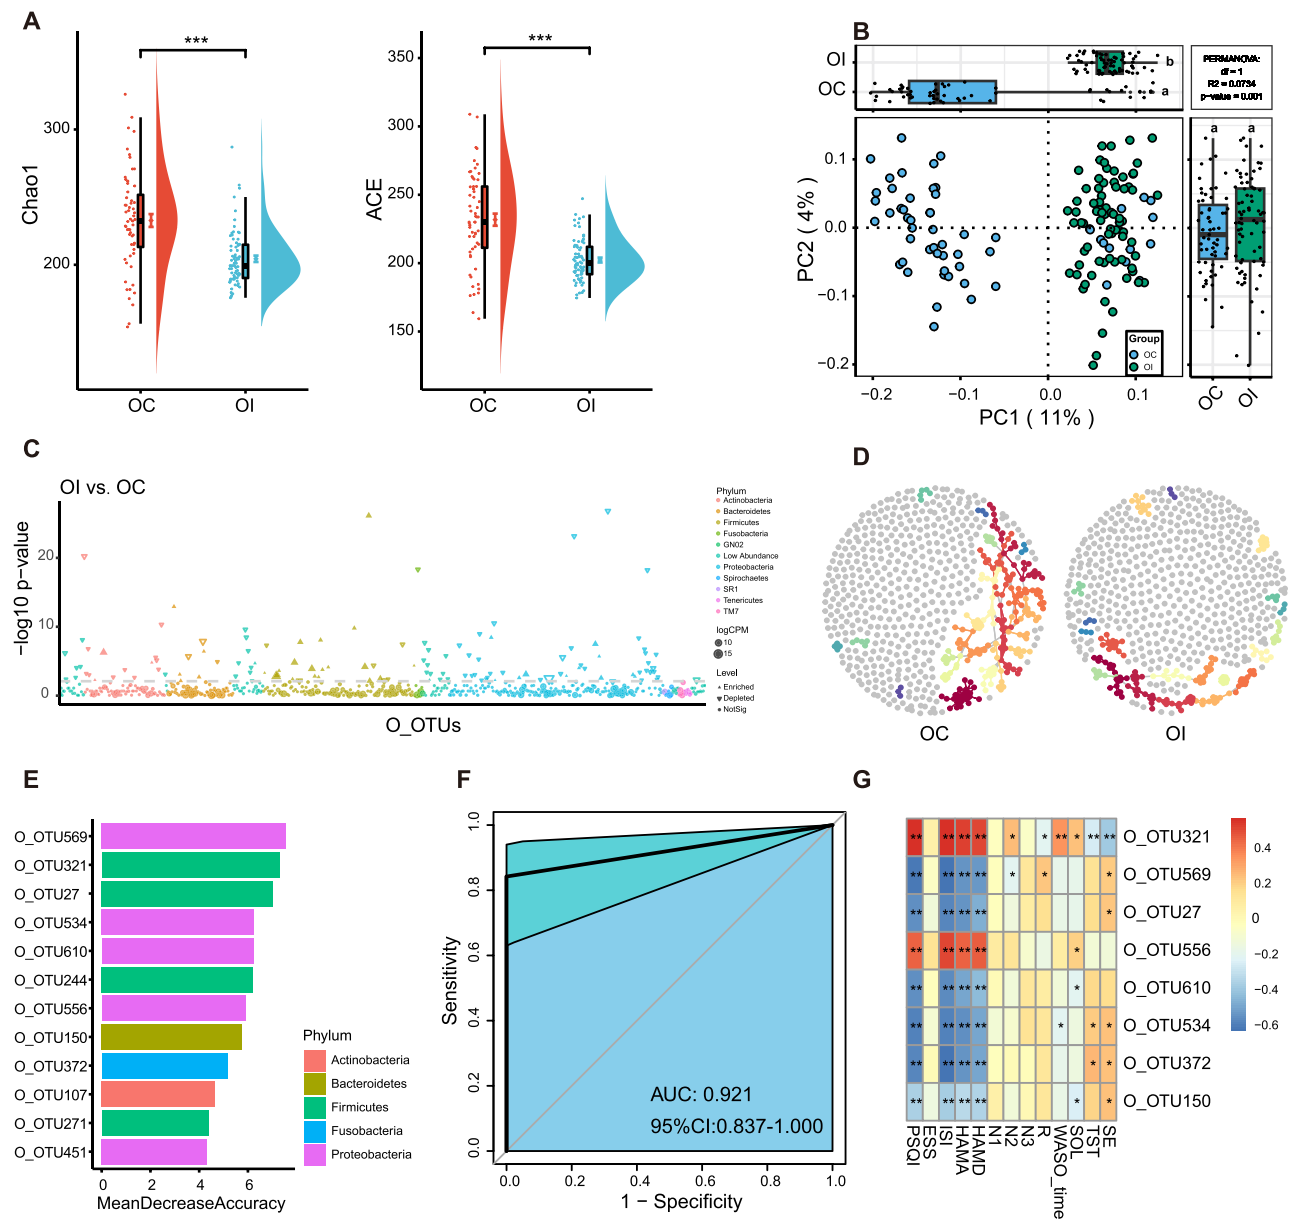 A
***
Chao1
300
200
OC
OI
***
ACE
350
300
250
200
150
OC
OI
B
OI
OC
b
a
PERMANOVA:
df = 1
R2 = 0.0734
p-value = 0.001
PC2 ( 4% )
0.1
0.0
−0.1
−0.2
Group
OC
OI
−0.2
−0.1
0.0
0.1
PC1 ( 11% )
a
a
OC
OI
C
OI vs. OC
−log10 p−value
20
10
0
O_OTUs
Phylum
Actinobacteria
Bacteroidetes
Firmicutes
Fusobacteria
GN02
Low Abundance
Proteobacteria
Spirochaetes
SR1
Tenericutes
TM7
logCPM
10
15
Level
Enriched
Depleted
NotSig
D
OC
OI
E
O_OTU569
O_OTU321
O_OTU27
O_OTU534
O_OTU610
O_OTU244
O_OTU556
O_OTU150
O_OTU372
O_OTU107
O_OTU271
O_OTU451
0
2
4
6
MeanDecreaseAccuracy
Phylum
Actinobacteria
Bacteroidetes
Firmicutes
Fusobacteria
Proteobacteria
F
Sensitivity
1.0
0.8
0.6
0.4
0.2
0.0
AUC: 0.921
95%CI:0.837-1.000
0.0
0.2
0.4
0.6
0.8
1.0
1 − Specificity
G
** ** ** ** * * ** * ** ** O_OTU321
** ** ** ** * * * O_OTU569
** ** ** ** * O_OTU27
** ** ** ** * O_OTU556
** ** ** ** * O_OTU610
** ** ** ** * * * O_OTU534
** ** ** ** * * O_OTU372
** ** ** ** * * O_OTU150
PSQI
ESS
ISI
HAMA
HAMD
N1
N2
N3
R
WASO_time
SOL
TST
SE
0.4
0.2
0
−0.2
−0.4
−0.6